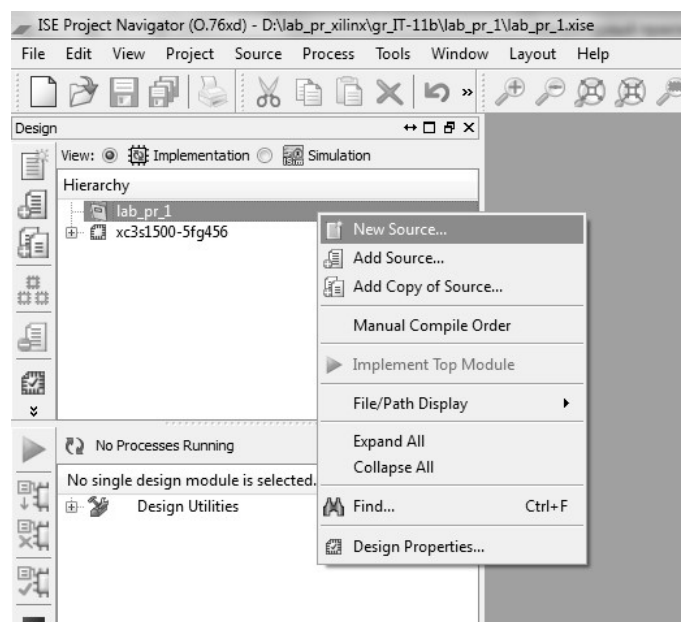 ISE Project Navigator (O.76xd) - D:\lab_pr_xilinx\gr_IT-11b\lab_pr_1\lab_pr_1.xise
File Edit View Project Source Process Tools Window Layout Help
»
Design
View: Implementation Simulation
Hierarchy
lab_pr_1
xc3s1500-5fg456
New Source...
Add Source...
Add Copy of Source...
Manual Compile Order
Implement Top Module
File/Path Display
Expand All
Collapse All
Find... Ctrl+F
Design Properties...
No Processes Running
No single design module is selected.
Design Utilities